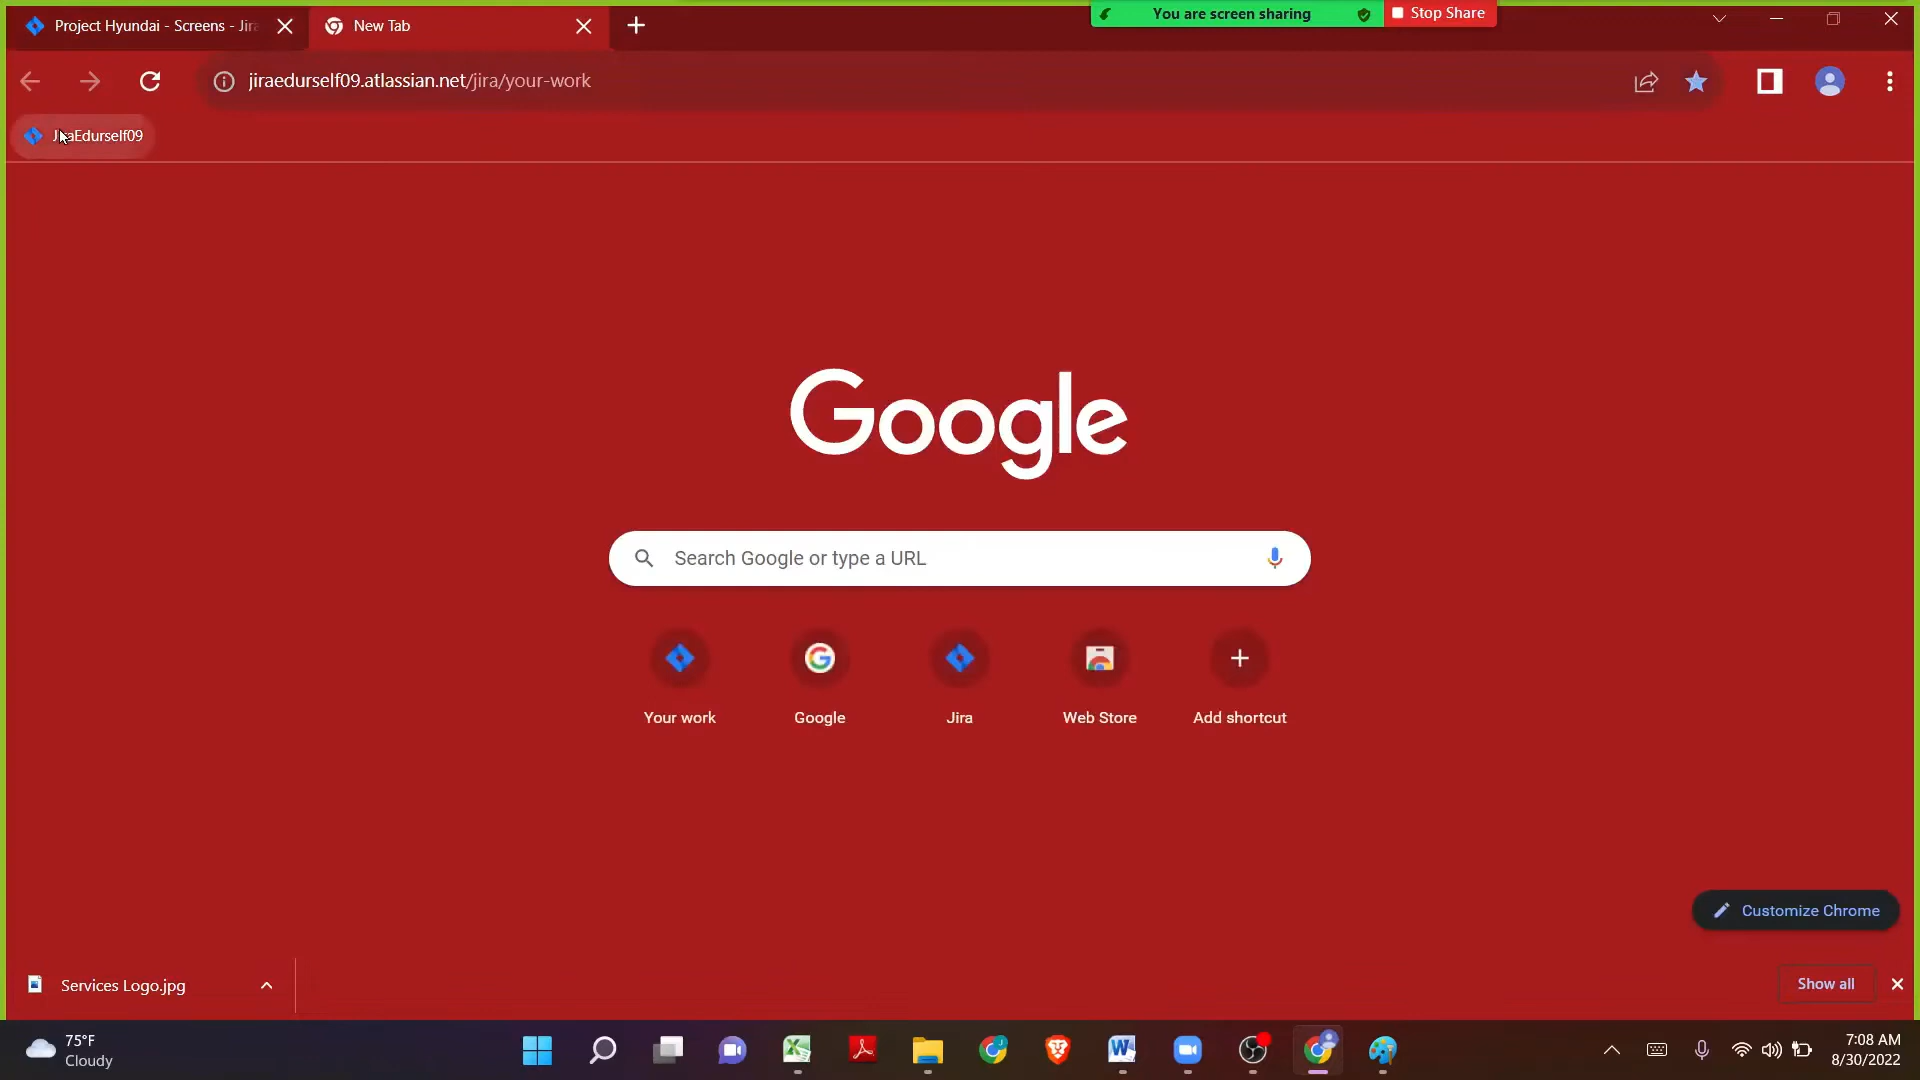 Project Hyundai - Screens - Jira
New Tab
You are screen sharing
Stop Share
jiraedurself09.atlassian.net/jira/your-work
JiraEdurself09
Google
Search Google or type a URL
Your work
Google
Jira
Web Store
Add shortcut
Customize Chrome
Services Logo.jpg
Show all
75°F
Cloudy
7:08 AM
8/30/2022